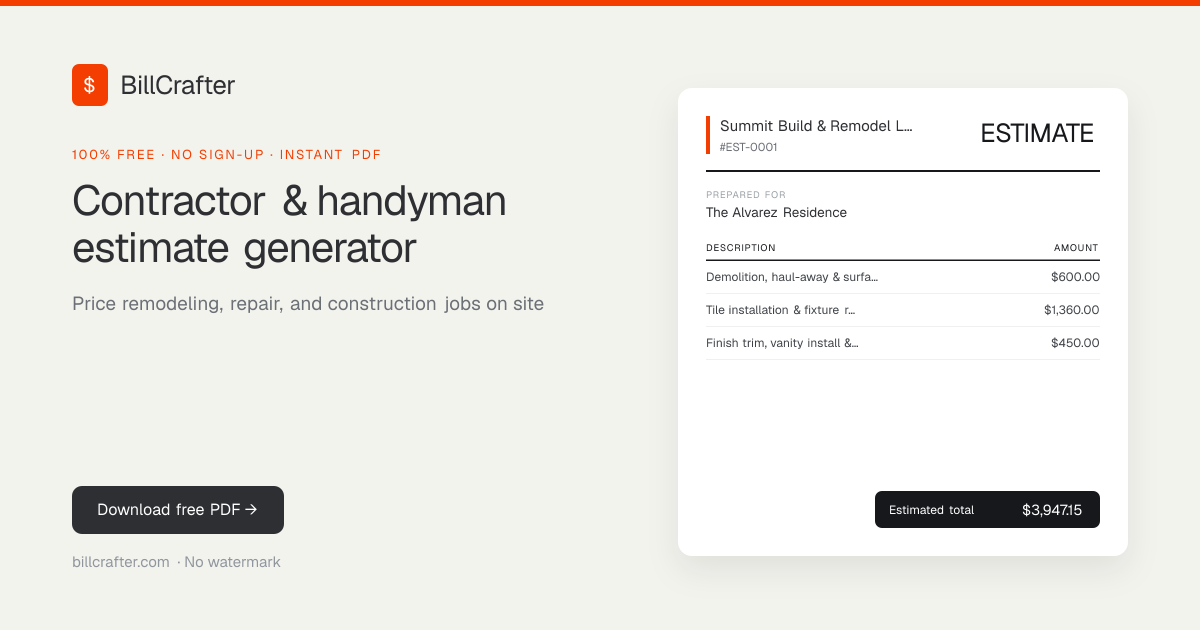 $ BillCrafter
100% FREE · NO SIGN-UP · INSTANT PDF
Contractor & handyman
estimate generator
Price remodeling, repair, and construction jobs on site
Download free PDF →
billcrafter.com · No watermark
Summit Build & Remodel L…
#EST-0001
ESTIMATE
PREPARED FOR
The Alvarez Residence
DESCRIPTION AMOUNT
Demolition, haul-away & surfa… $600.00
Tile installation & fixture r… $1,360.00
Finish trim, vanity install &… $450.00
Estimated total $3,947.15